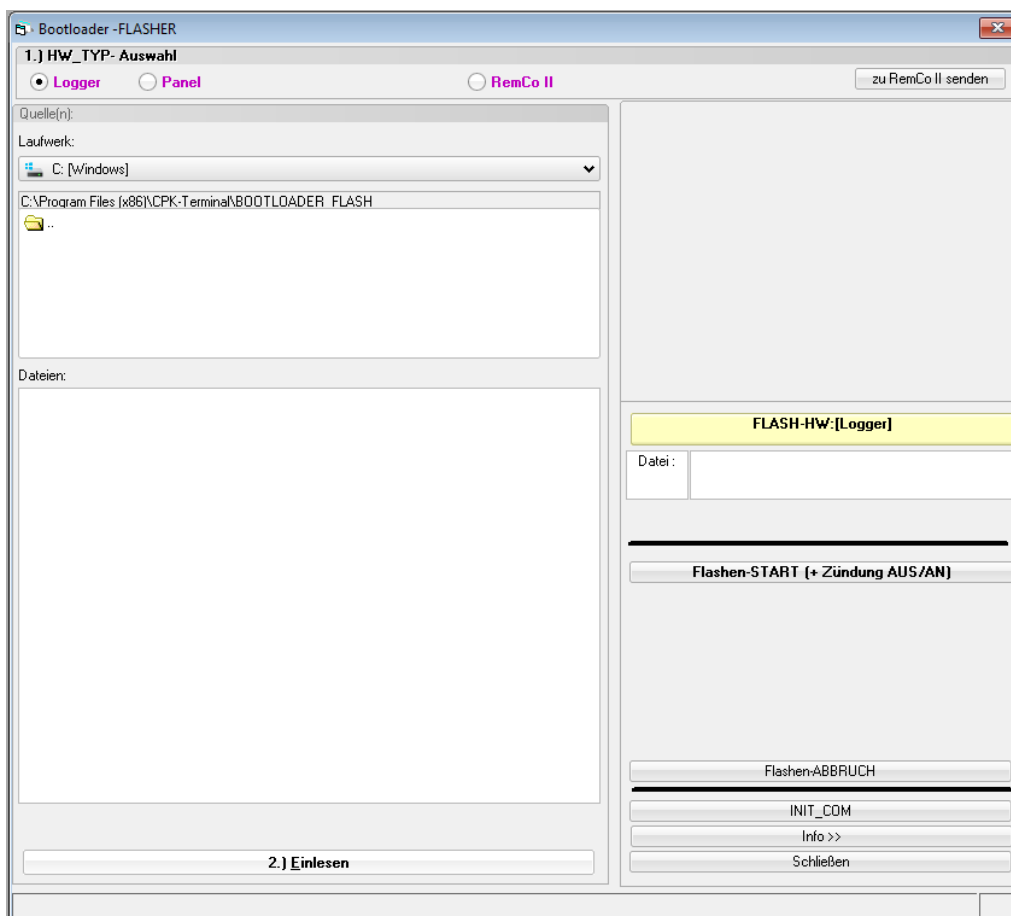 Bootloader -FLASHER
1.) HW_TYP- Auswahl
Logger
Panel
RemCo II
zu RemCo II senden
Quelle(n):
Laufwerk:
C: [Windows]
C:\Program Files (x86)\CPK-Terminal\BOOTLOADER_FLASH
..
Dateien:
2.) Einlesen
FLASH-HW:[Logger]
Datei :
Flashen-START (+ Zündung AUS/AN)
Flashen-ABBRUCH
INIT_COM
Info >>
Schließen